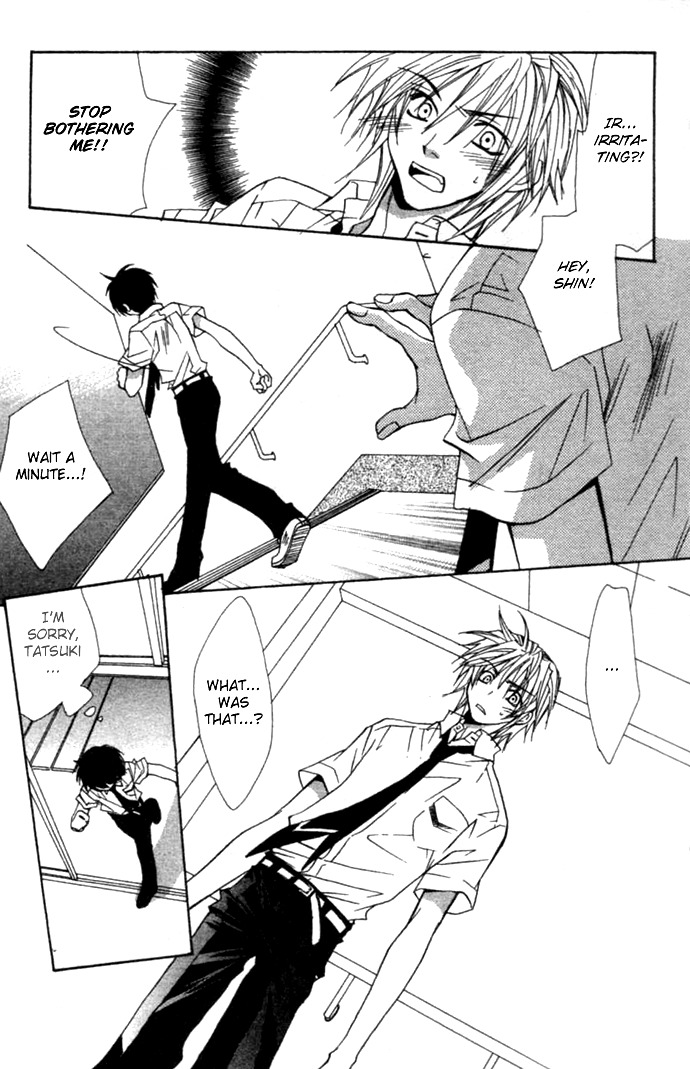 IR...
IRRITA-
TING?!
STOP
BOTHERING
ME!!
HEY,
SHIN!
WAIT A
MINUTE...!
...
WHAT...
WAS
THAT...?
I'M
SORRY,
TATSUKI
...